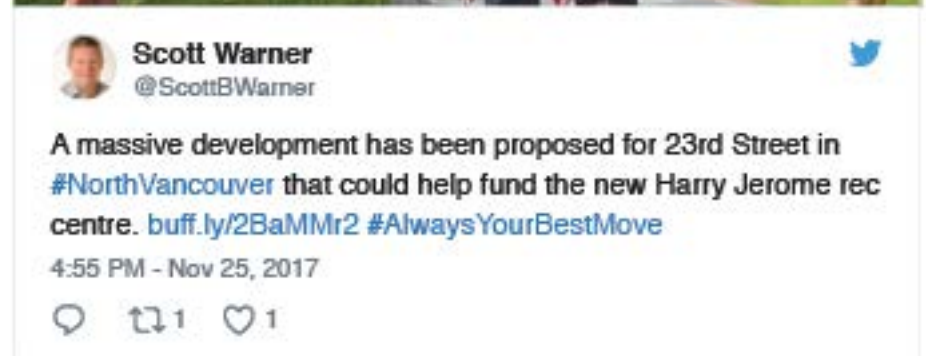 Scott Warner
@ScottBWarner
A massive development has been proposed for 23rd Street in
#NorthVancouver that could help fund the new Harry Jerome rec
centre. buff.ly/2BaMMr2 #AlwaysYourBestMove
4:55 PM - Nov 25, 2017
1 1